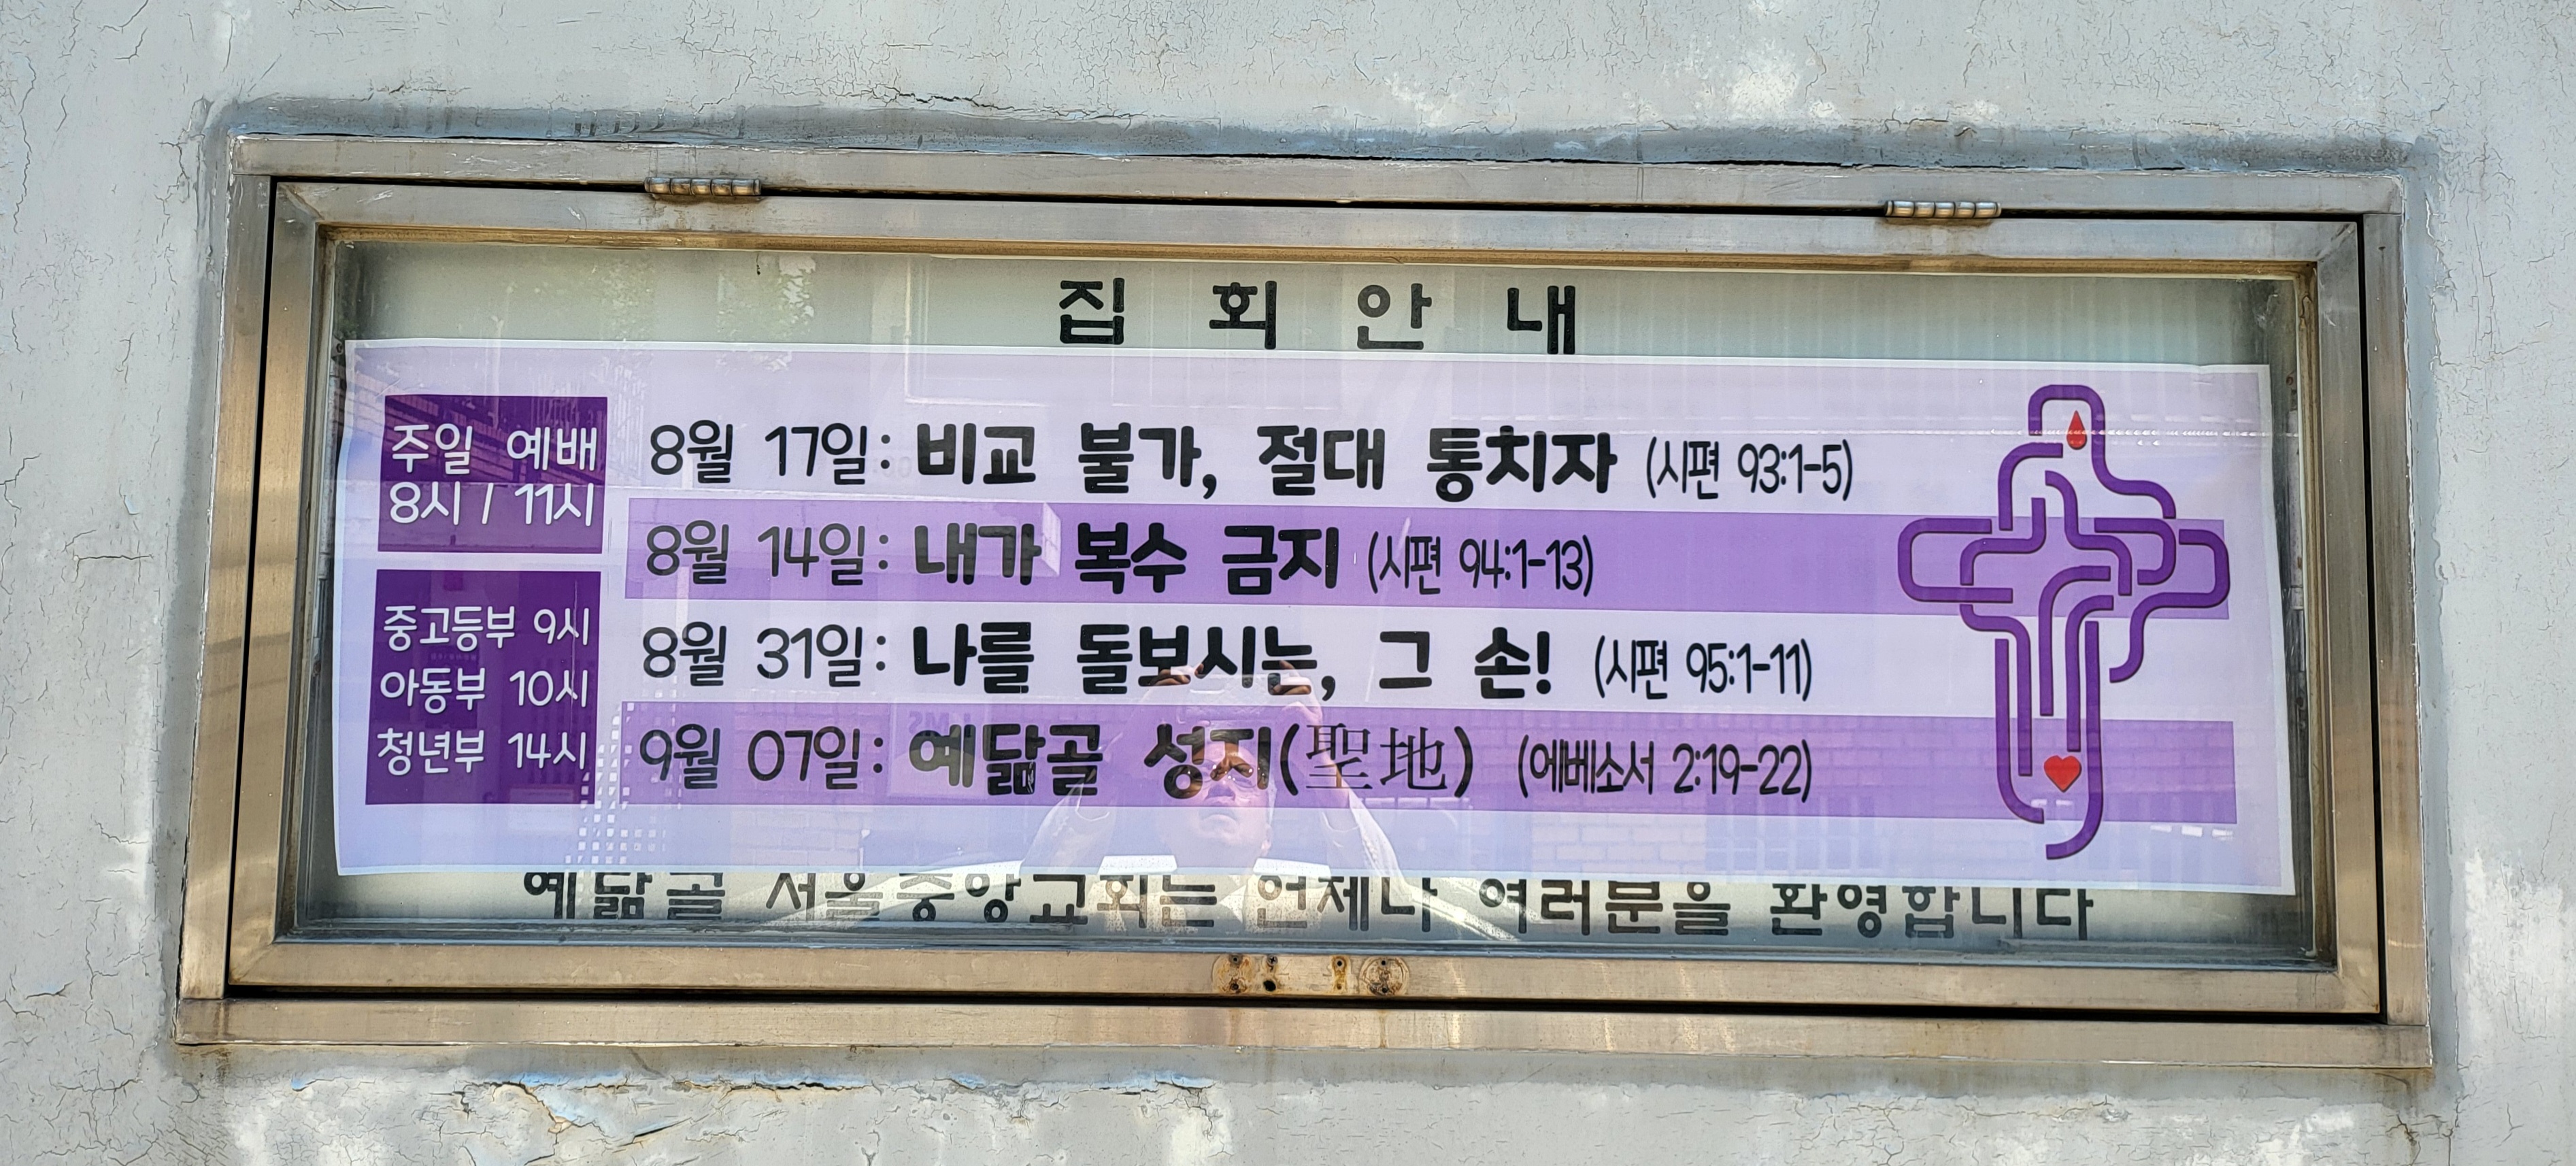 집 회 안 내
주일 예배
8시 / 11시
중고등부 9시
아동부 10시
청년부 14시
8월 17일: 비교 불가, 절대 통치자 (시편 93:1-5)
8월 14일: 내가 복수 금지 (시편 94:1-13)
8월 31일: 나를 돌보시는, 그 손! (시편 95:1-11)
9월 07일: 예닮골 성지(聖地) (에베소서 2:19-22)
예닮골 서울중앙교회는 언제나 여러분을 환영합니다